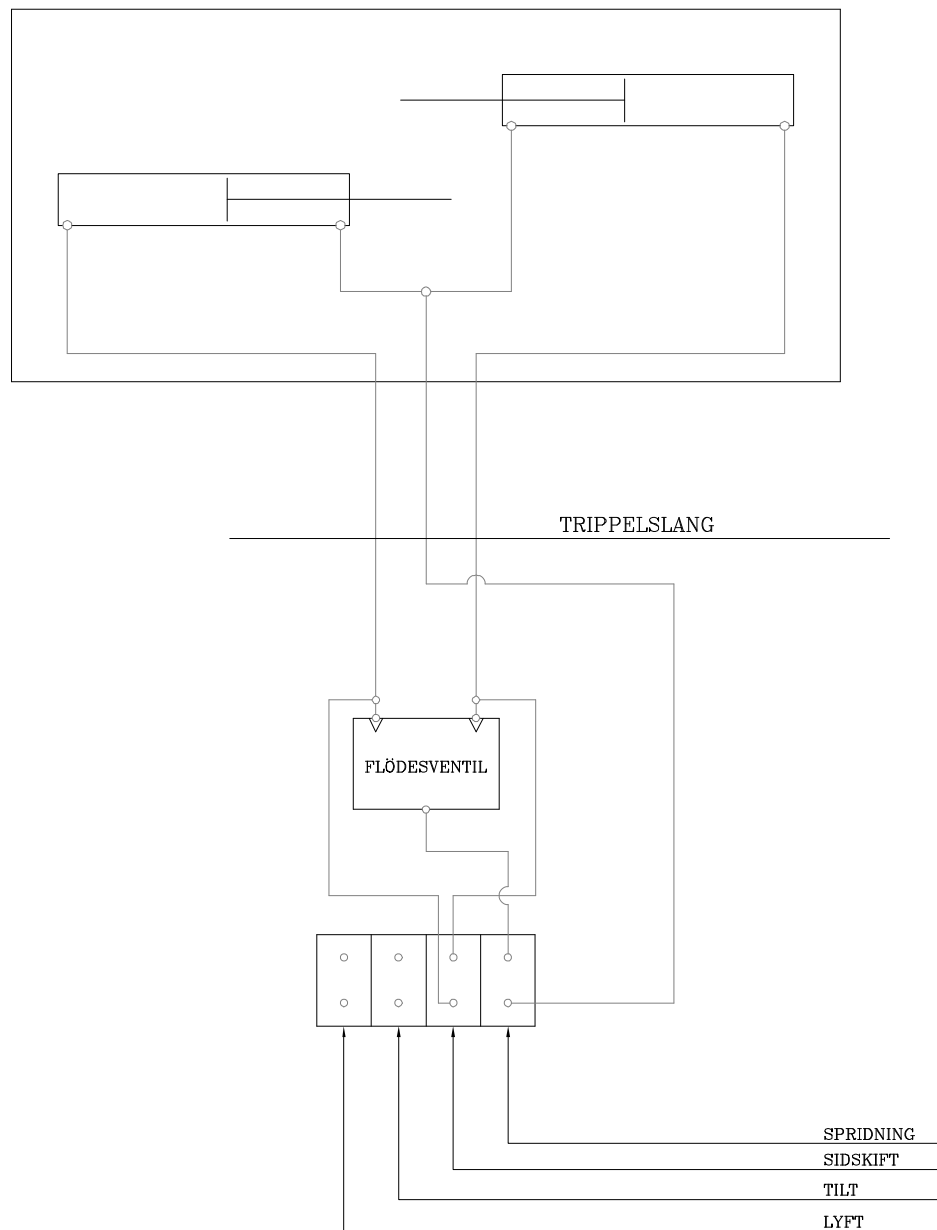 TRIPPELSLANG
FLÖDESVENTIL
SPRIDNING
SIDSKIFT
TILT
LYFT